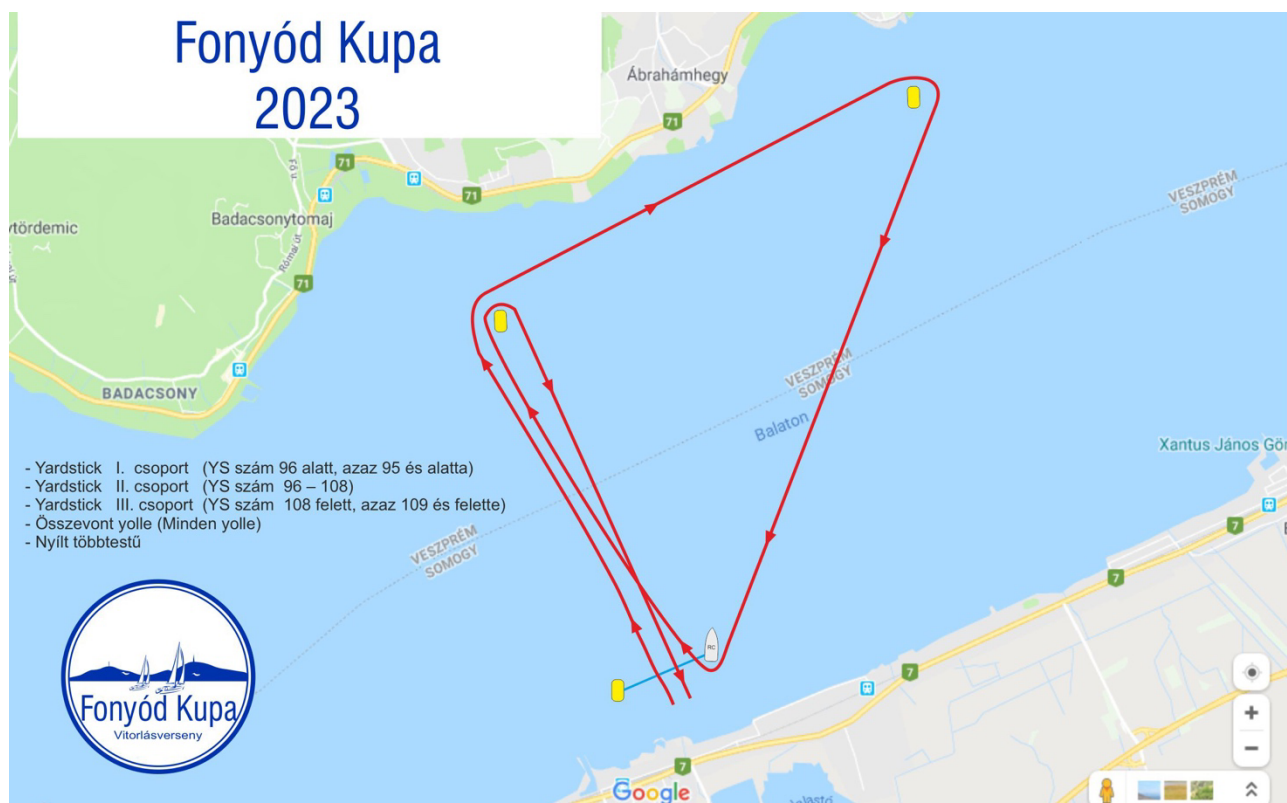 Fonyód Kupa
2023
Ábrahámhegy
71
71
71
71
VESZPRÉM
SOMOGY
Badacsonytomaj
Római út
BADACSONY
VESZPRÉM
SOMOGY
Balaton
Xantus János
- Yardstick I. csoport (YS szám 96 alatt, azaz 95 és alatta)
- Yardstick II. csoport (YS szám 96 – 108)
- Yardstick III. csoport (YS szám 108 felett, azaz 109 és felette)
- Összevont yolle (Minden yolle)
- Nyílt többtestű
VESZPRÉM
SOMOGY
7
7
RC
7
Fonyód Kupa
Vitorlásverseny
7
Google